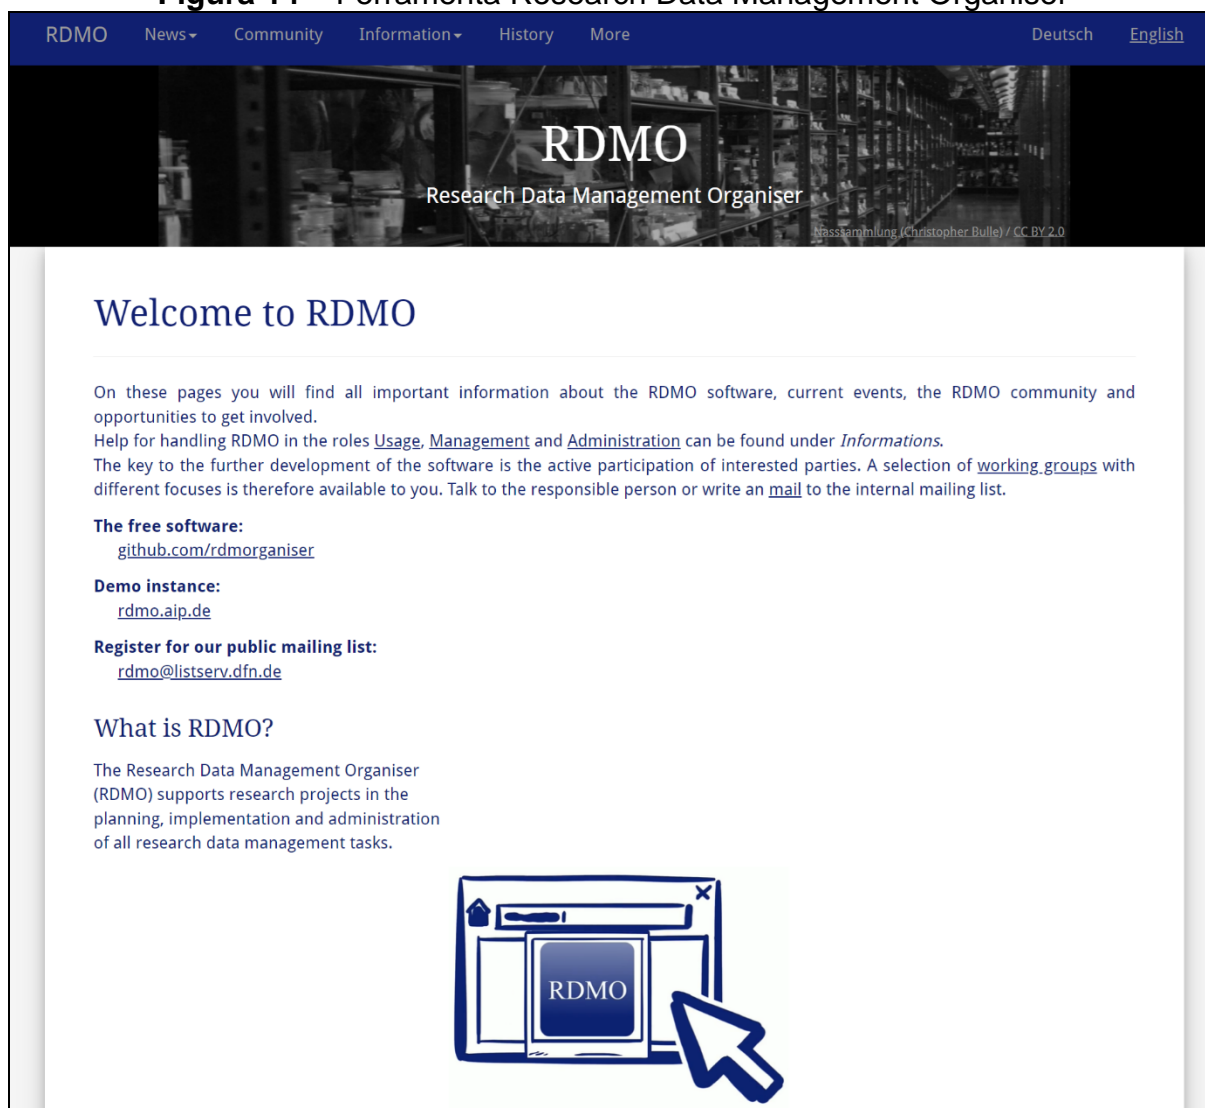 Ferramenta Research Data Management Organiser
RDMO News Community Information History More Deutsch English
RDMO
Research Data Management Organiser
Nasssammlung (Christopher Bulle) / CC BY 2.0
Welcome to RDMO
On these pages you will find all important information about the RDMO software, current events, the RDMO community and
opportunities to get involved.
Help for handling RDMO in the roles Usage, Management and Administration can be found under Informations.
The key to the further development of the software is the active participation of interested parties. A selection of working groups with
different focuses is therefore available to you. Talk to the responsible person or write an mail to the internal mailing list.
The free software:
github.com/rdmorganiser
Demo instance:
rdmo.aip.de
Register for our public mailing list:
rdmo@listserv.dfn.de
What is RDMO?
The Research Data Management Organiser
(RDMO) supports research projects in the
planning, implementation and administration
of all research data management tasks.
RDMO